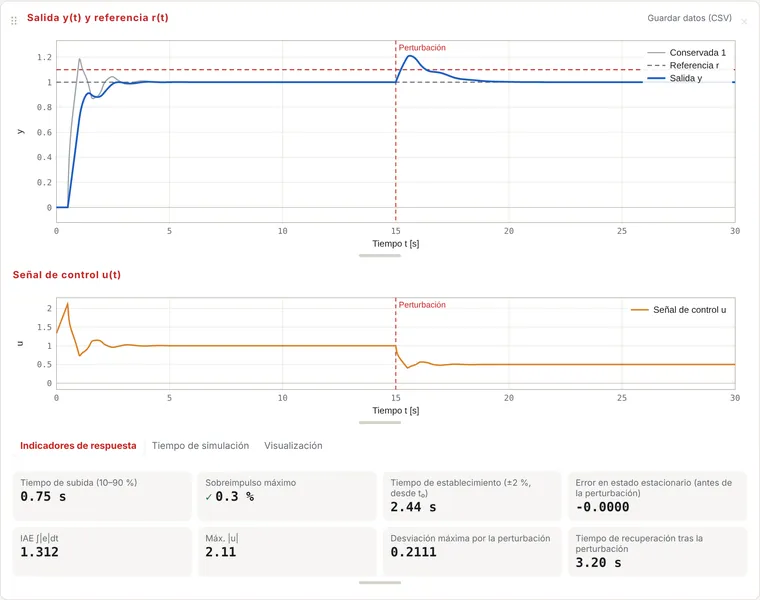 Salida y(t) y referencia r(t)
Guardar datos (CSV)
Perturbación
Conservada 1
Referencia r
Salida y
1.2
1
0.8
0.6
0.4
0.2
0
y
0 5 10 15 20 25 30
Tiempo t [s]
Señal de control u(t)
Perturbación
Señal de control u
2
1.5
1
0.5
0
u
0 5 10 15 20 25 30
Tiempo t [s]
Indicadores de respuesta Tiempo de simulación Visualización
Tiempo de subida (10–90 %)
0.75 s
Sobreimpulso máximo
✓ 0.3 %
Tiempo de establecimiento (±2 %,
desde t₀)
2.44 s
Error en estado estacionario (antes de
la perturbación)
-0.0000
IAE ∫|e|dt
1.312
Máx. |u|
2.11
Desviación máxima por la perturbación
0.2111
Tiempo de recuperación tras la
perturbación
3.20 s